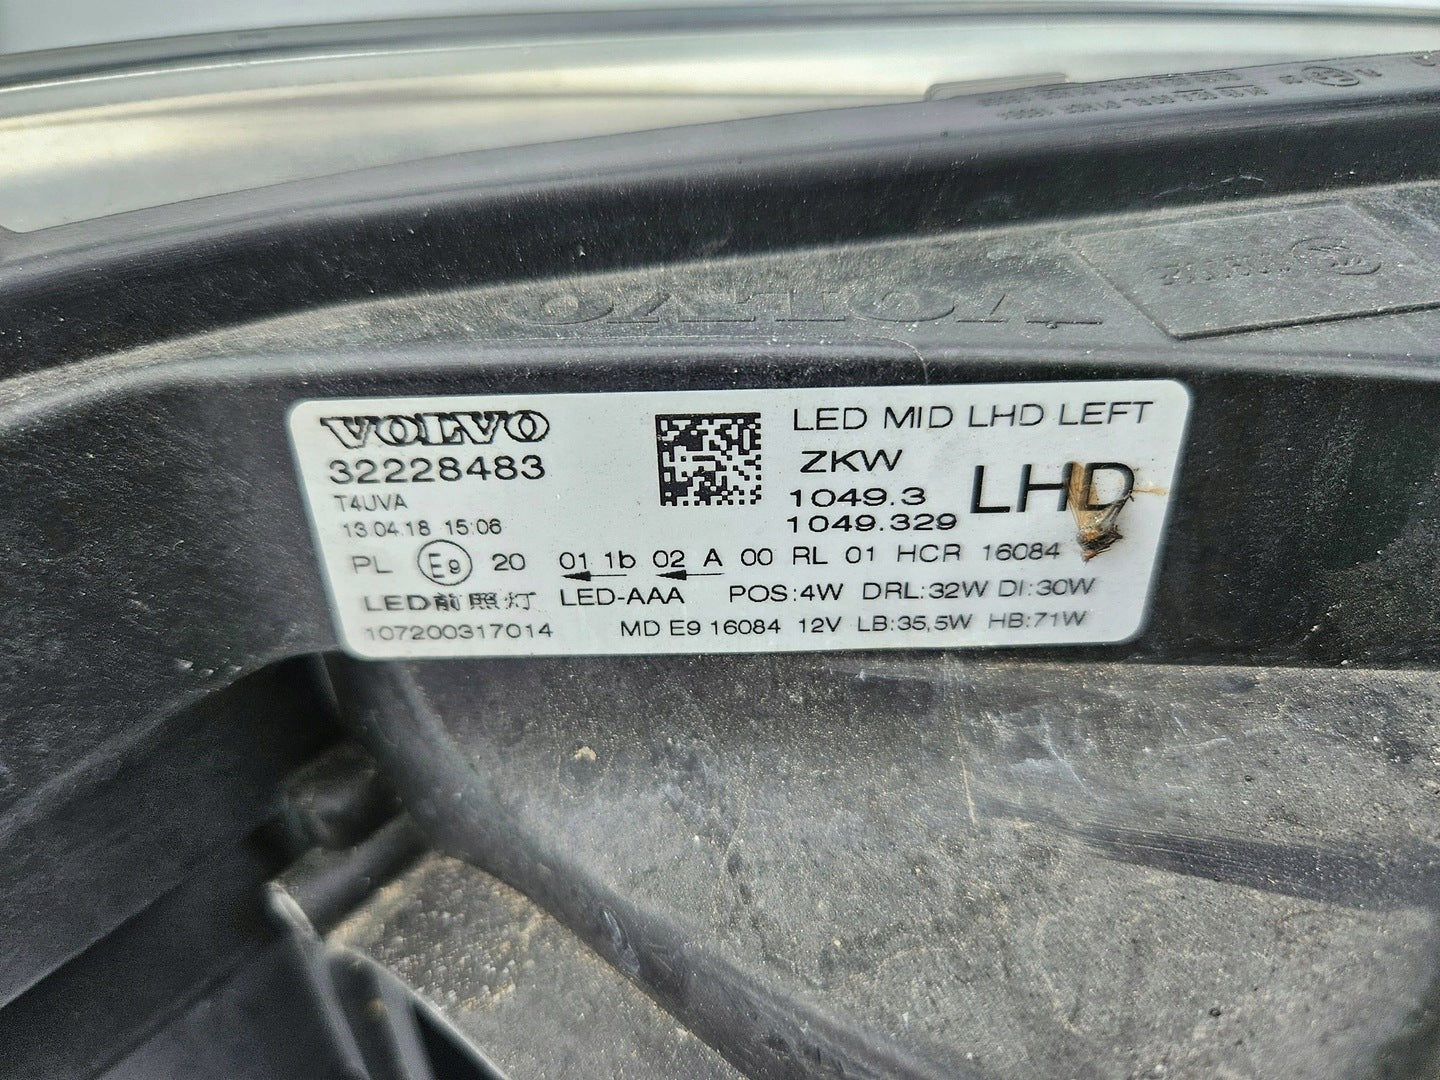 VOLVO
VOLVO
32228483
T4UVA
13.04.18 15:06
LED MID LHD LEFT
ZKW
1049.3
1049.329
LHD
PL E9 20 01 1b 02 A 00 RL 01 HCR 16084
LED前照灯 LED-AAA POS:4W DRL:32W DI:30W
107200317014 MD E9 16084 12V LB:35,5W HB:71W